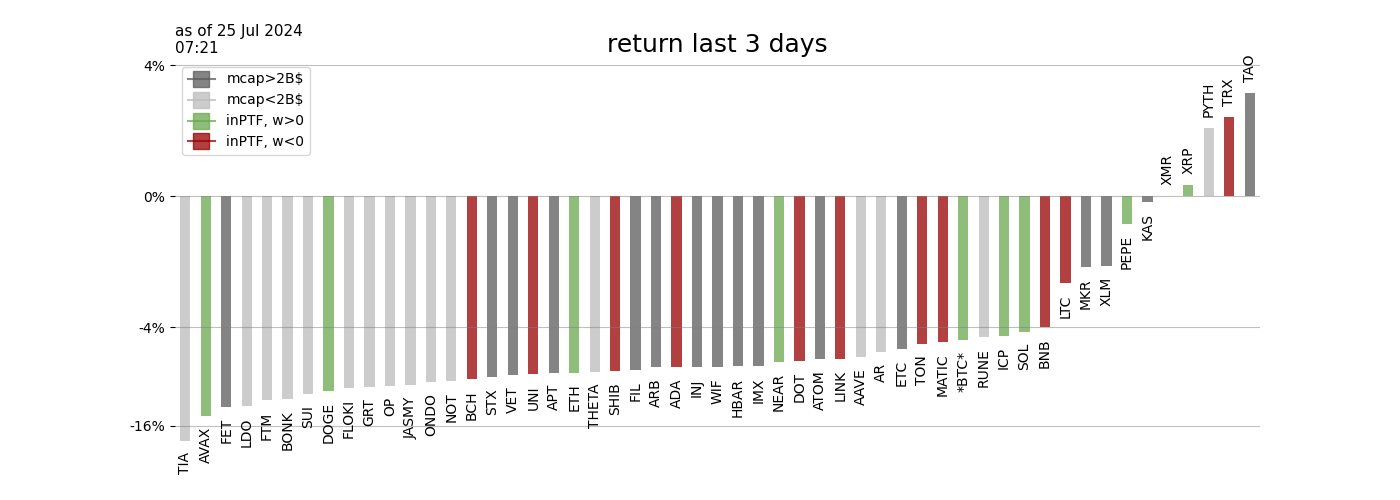 as of 25 Jul 2024
07:21
return last 3 days
4%
0%
-4%
-16%
mcap>2B$
mcap<2B$
inPTF, w>0
inPTF, w<0
TIA
AVAX
FET
LDO
FTM
BONK
SUI
DOGE
FLOKI
GRT
OP
JASMY
ONDO
NOT
BCH
STX
VET
UNI
APT
ETH
THETA
SHIB
FIL
ARB
ADA
INJ
WIF
HBAR
IMX
NEAR
DOT
ATOM
LINK
AAVE
AR
ETC
TON
MATIC
*BTC*
RUNE
ICP
SOL
BNB
LTC
MKR
XLM
PEPE
KAS
XMR
XRP
PYTH
TRX
TAO